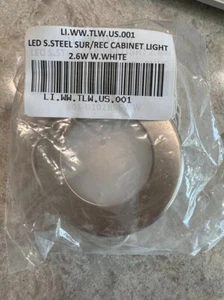 LI.WW.TLW.US.001
LED S.STEEL SUR/REC CABINET LIGHT
2.6W W.WHITE
LI.WW.TLW.US.001